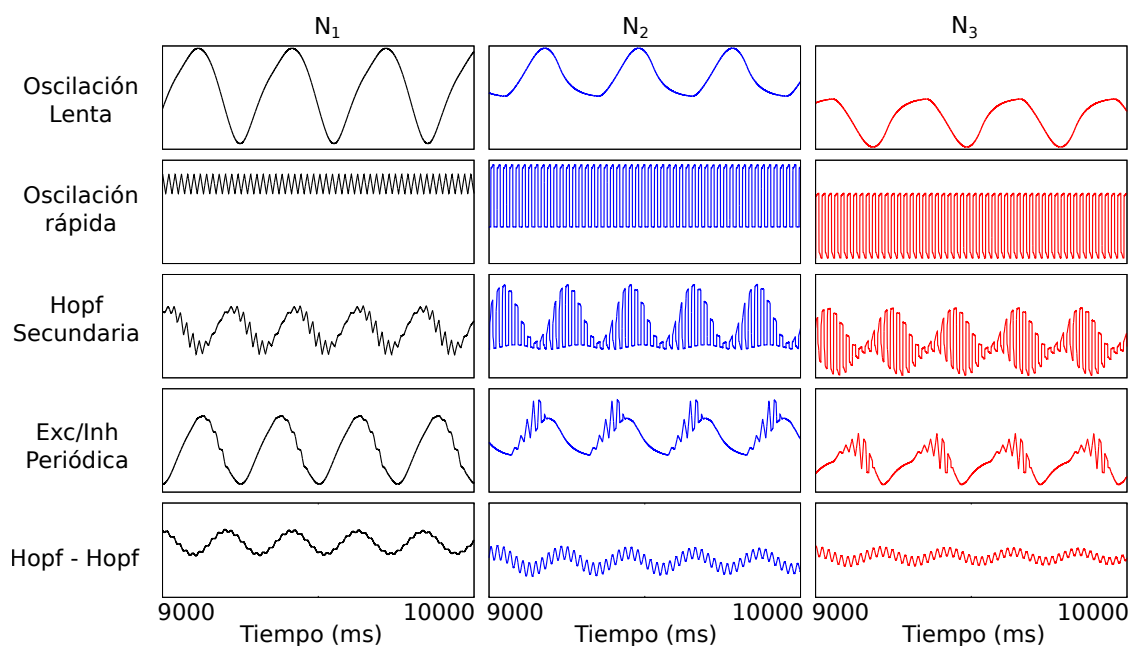 N₁ N₂ N₃
Oscilación
Lenta
Oscilación
rápida
Hopf
Secundaria
Exc/Inh
Periódica
Hopf - Hopf
9000 10000 9000 10000 9000 10000
Tiempo (ms) Tiempo (ms) Tiempo (ms)